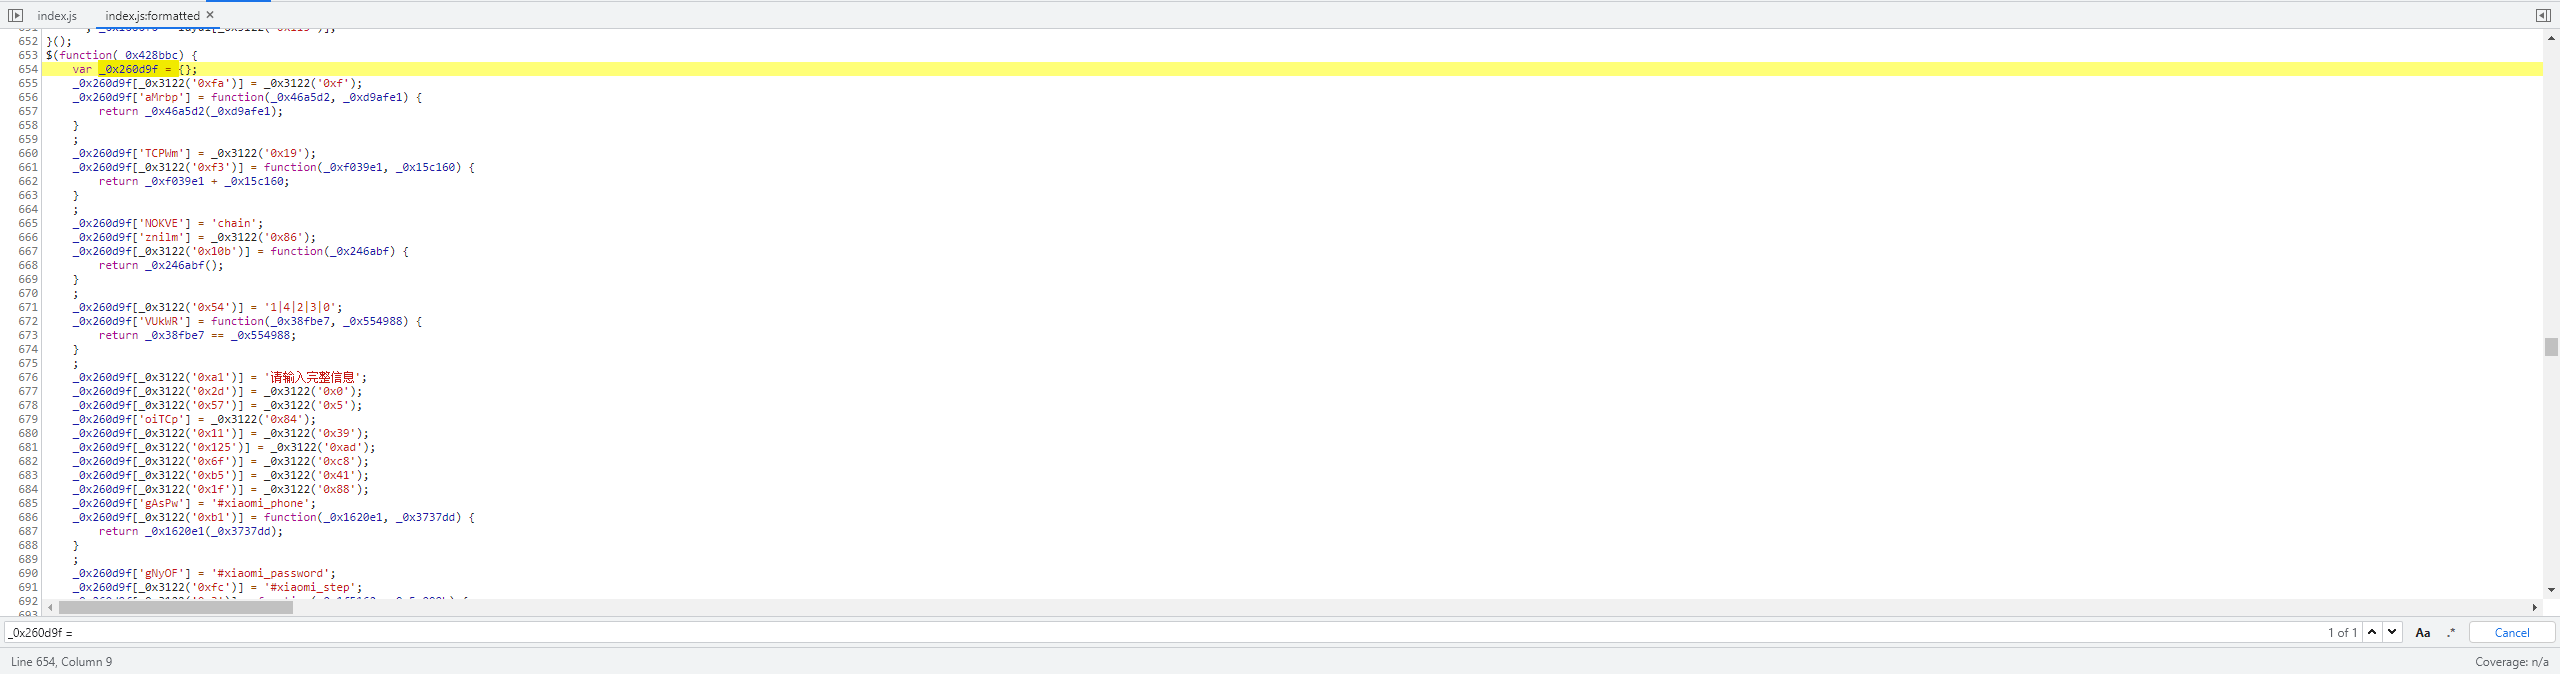 index.js index.js:formatted ×
652 }();
653 $(function(_0x428bbc) {
654 var _0x260d9f = {};
655 _0x260d9f[_0x3122('0xfa')] = _0x3122('0xf');
656 _0x260d9f['aMrbp'] = function(_0x46a5d2, _0xd9afe1) {
657 return _0x46a5d2(_0xd9afe1);
658 }
659 ;
660 _0x260d9f['TCPWm'] = _0x3122('0x19');
661 _0x260d9f[_0x3122('0xf3')] = function(_0xf039e1, _0x15c160) {
662 return _0xf039e1 + _0x15c160;
663 }
664 ;
665 _0x260d9f['NOKVE'] = 'chain';
666 _0x260d9f['znilm'] = _0x3122('0x86');
667 _0x260d9f[_0x3122('0x10b')] = function(_0x246abf) {
668 return _0x246abf();
669 }
670 ;
671 _0x260d9f[_0x3122('0x54')] = '1|4|2|3|0';
672 _0x260d9f['VUkWR'] = function(_0x38fbe7, _0x554988) {
673 return _0x38fbe7 == _0x554988;
674 }
675 ;
676 _0x260d9f[_0x3122('0xa1')] = '请输入完整信息';
677 _0x260d9f[_0x3122('0x2d')] = _0x3122('0x0');
678 _0x260d9f[_0x3122('0x57')] = _0x3122('0x5');
679 _0x260d9f['oiTCp'] = _0x3122('0x84');
680 _0x260d9f[_0x3122('0x11')] = _0x3122('0x39');
681 _0x260d9f[_0x3122('0x125')] = _0x3122('0xad');
682 _0x260d9f[_0x3122('0x6f')] = _0x3122('0xc8');
683 _0x260d9f[_0x3122('0xb5')] = _0x3122('0x41');
684 _0x260d9f[_0x3122('0x1f')] = _0x3122('0x88');
685 _0x260d9f['gAsPw'] = '#xiaomi_phone';
686 _0x260d9f[_0x3122('0xb1')] = function(_0x1620e1, _0x3737dd) {
687 return _0x1620e1(_0x3737dd);
688 }
689 ;
690 _0x260d9f['gNyOF'] = '#xiaomi_password';
691 _0x260d9f[_0x3122('0xfc')] = '#xiaomi_step';
692
693
_0x260d9f =
1 of 1 Aa .* Cancel
Line 654, Column 9
Coverage: n/a